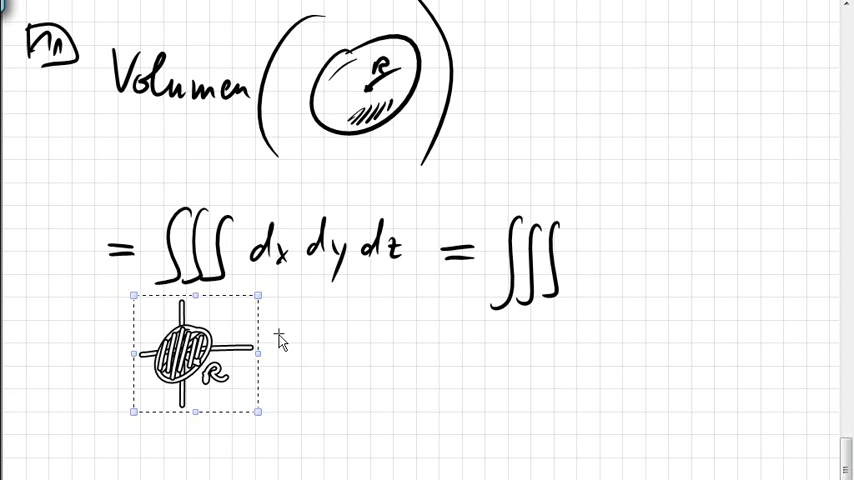 Volumen ( R )
= ∫∫∫ dx dy dz = ∫∫∫
R